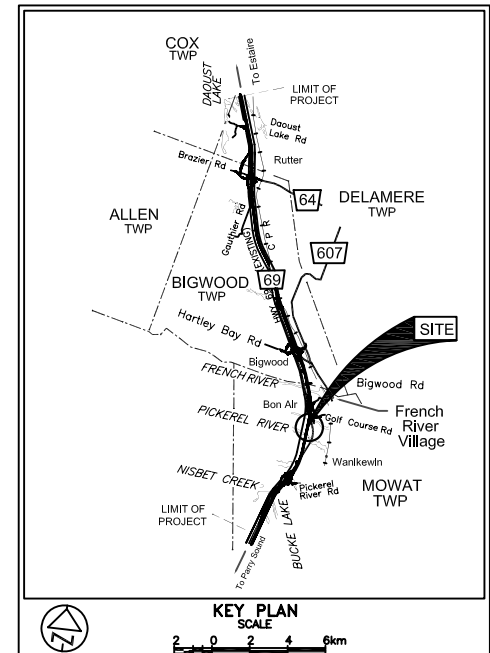 COX
TWP
To Estaire
DAOUST
LAKE
LIMIT OF
PROJECT
Daoust
Lake Rd
Brazier Rd
Rutter
64
DELAMERE
TWP
ALLEN
TWP
Gauthier Rd
C P R
(EXISTING)
607
HWY 69
69
BIGWOOD
TWP
Hartley Bay Rd
SITE
Bigwood
FRENCH RIVER
Bigwood Rd
Bon Air
French
River
Village
Golf Course Rd
PICKEREL RIVER
Wanikewin
NISBET CREEK
MOWAT
TWP
Pickerel
River Rd
LIMIT OF
PROJECT
BUCKE LAKE
To Parry Sound
N
KEY PLAN
SCALE
2 0 2 4 6km